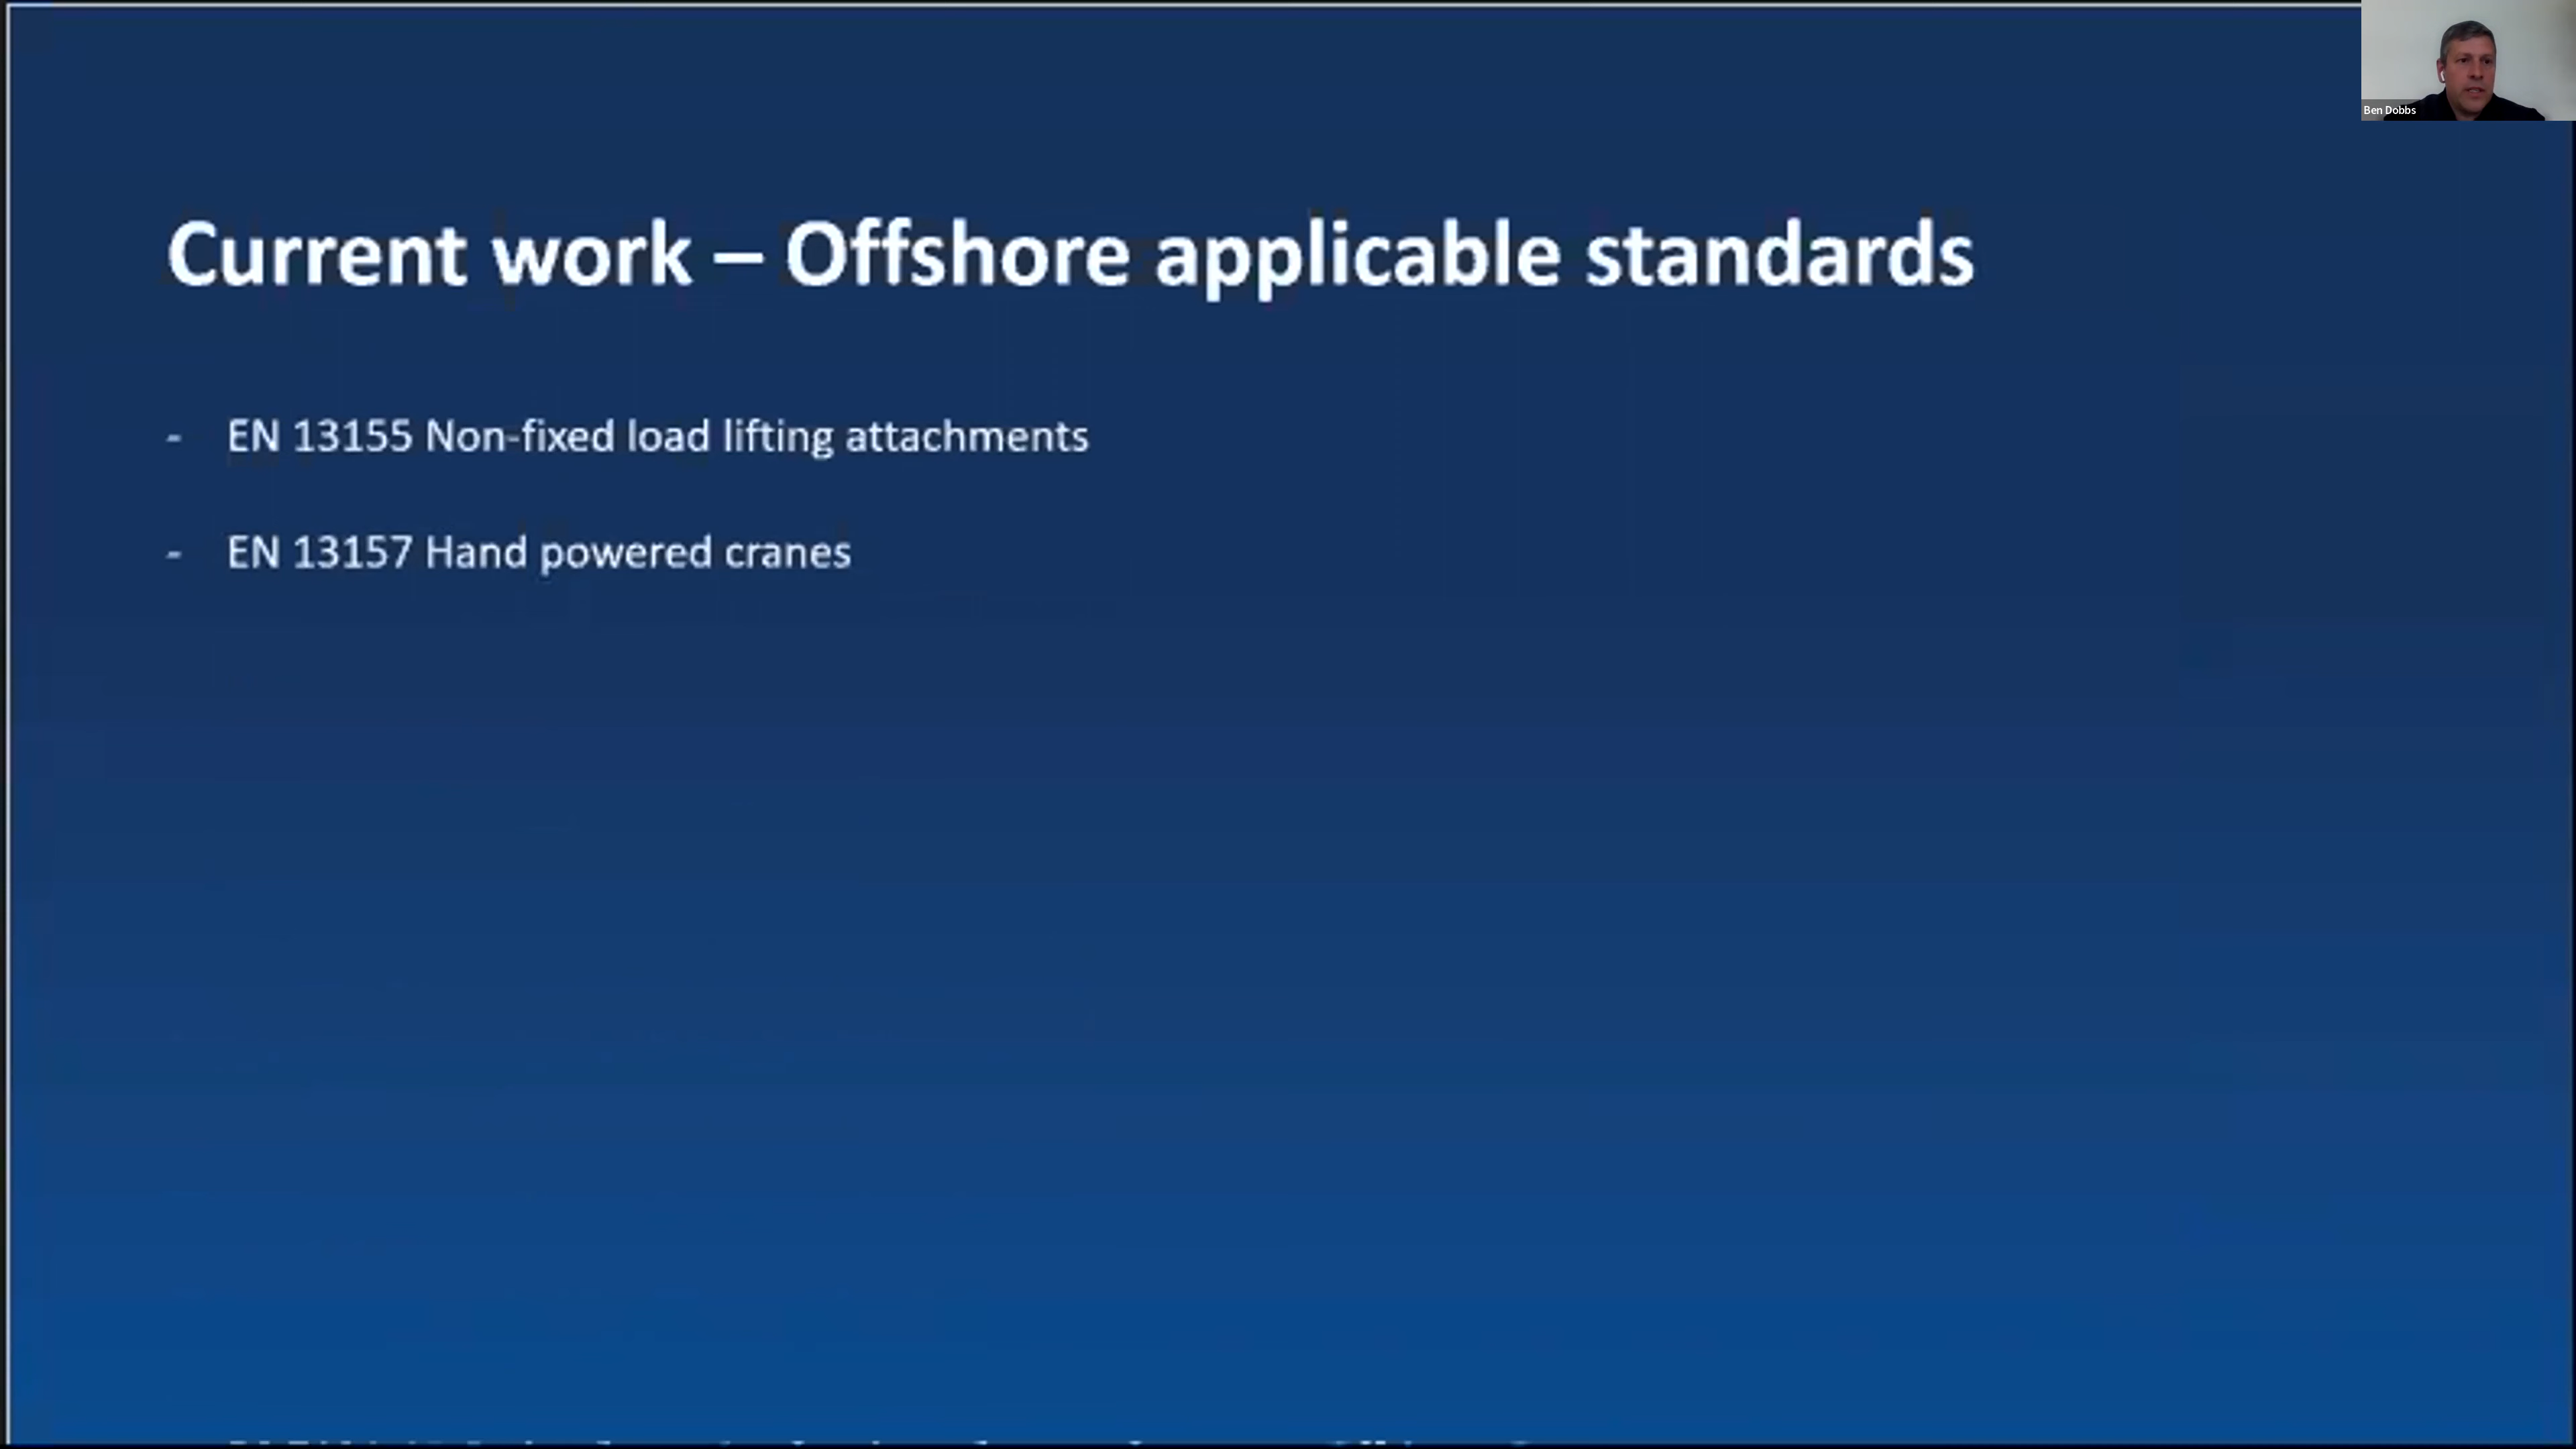 Ben Dobbs
Current work – Offshore applicable standards
- EN 13155 Non-fixed load lifting attachments
- EN 13157 Hand powered cranes